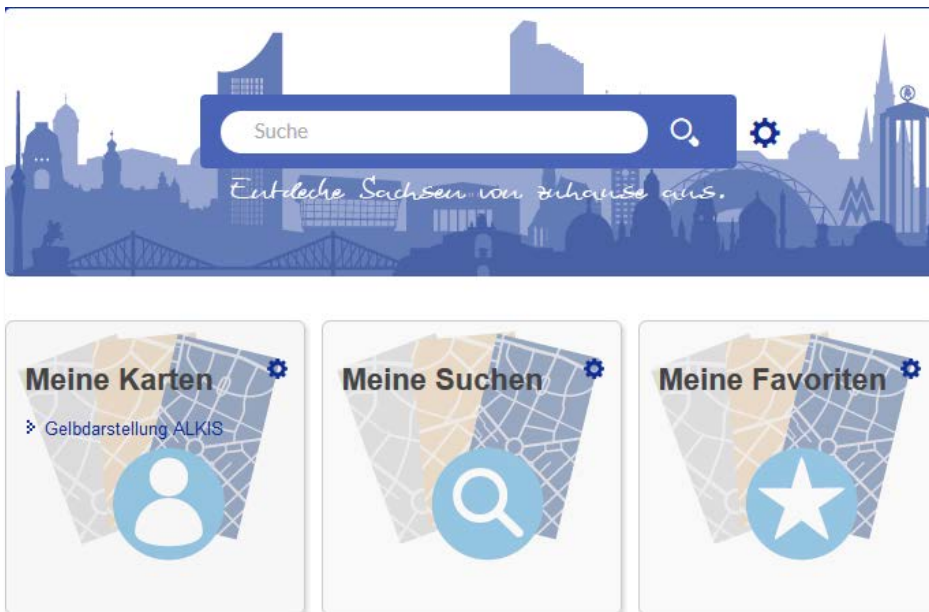 Suche
Entdecke Sachsen von zuhause aus.
Meine Karten
Gelbdarstellung ALKIS
Meine Suchen
Meine Favoriten